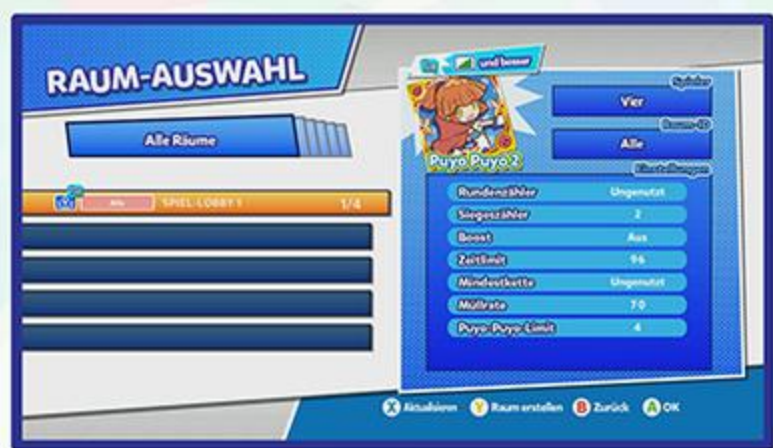 RAUM-AUSWAHL
Alle Räume
Alle SPIEL-LOBBY 1 1/4
und besser
Puyo Puyo 2
Spieler
Vier
Raum-ID
Alle
Einstellungen
Rundenzähler Ungenutzt
Siegeszähler 2
Boost Aus
Zeitlimit 96
Mindestkette Ungenutzt
Müllrate 70
Puyo-Puyo-Limit 4
X Aktualisieren Y Raum erstellen B Zurück A OK